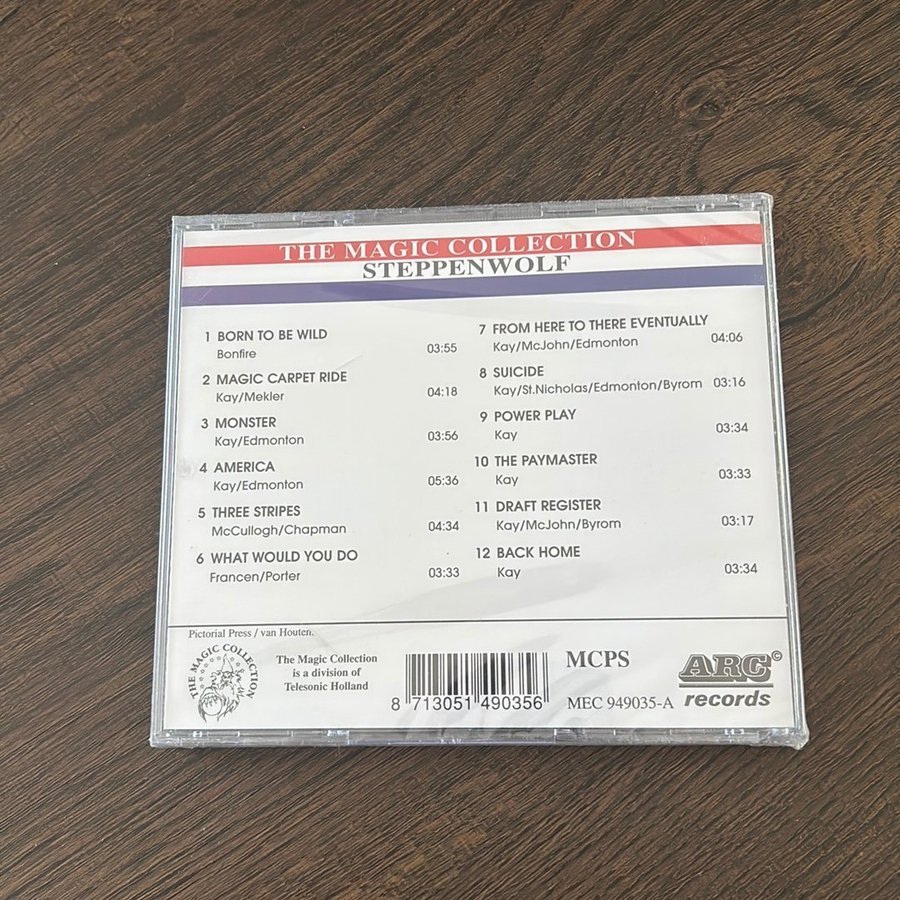 THE MAGIC COLLECTION
STEPPENWOLF
1 BORN TO BE WILD
Bonfire 03:55
2 MAGIC CARPET RIDE
Kay/Mekler 04:18
3 MONSTER
Kay/Edmonton 03:56
4 AMERICA
Kay/Edmonton 05:36
5 THREE STRIPES
McCullogh/Chapman 04:34
6 WHAT WOULD YOU DO
Francen/Porter 03:33
7 FROM HERE TO THERE EVENTUALLY
Kay/McJohn/Edmonton 04:06
8 SUICIDE
Kay/St.Nicholas/Edmonton/Byrom 03:16
9 POWER PLAY
Kay 03:34
10 THE PAYMASTER
Kay 03:33
11 DRAFT REGISTER
Kay/McJohn/Byrom 03:17
12 BACK HOME
Kay 03:34
Pictorial Press / van Houten.
THE MAGIC COLLECTION
The Magic Collection
is a division of
Telesonic Holland
8 713051 490356
MCPS
MEC 949035-A
ARC©
records